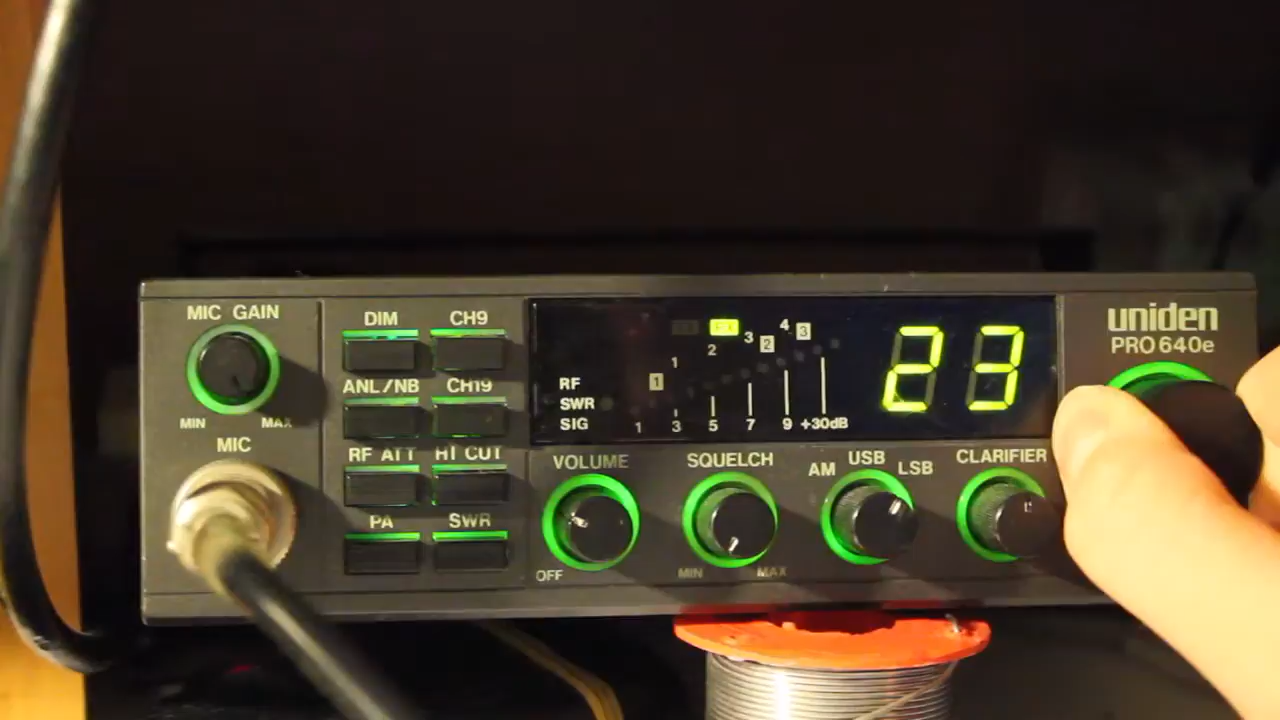 MIC GAIN
MIN MAX
MIC
DIM CH9
ANL/NB CH19
RF ATT HI CUT
PA SWR
RX
1 2 3 4
1 2 3
RF
SWR
SIG 1 3 5 7 9 +30dB
23
VOLUME
OFF
SQUELCH
MIN MAX
AM USB LSB
CLARIFIER
uniden
PRO 640e